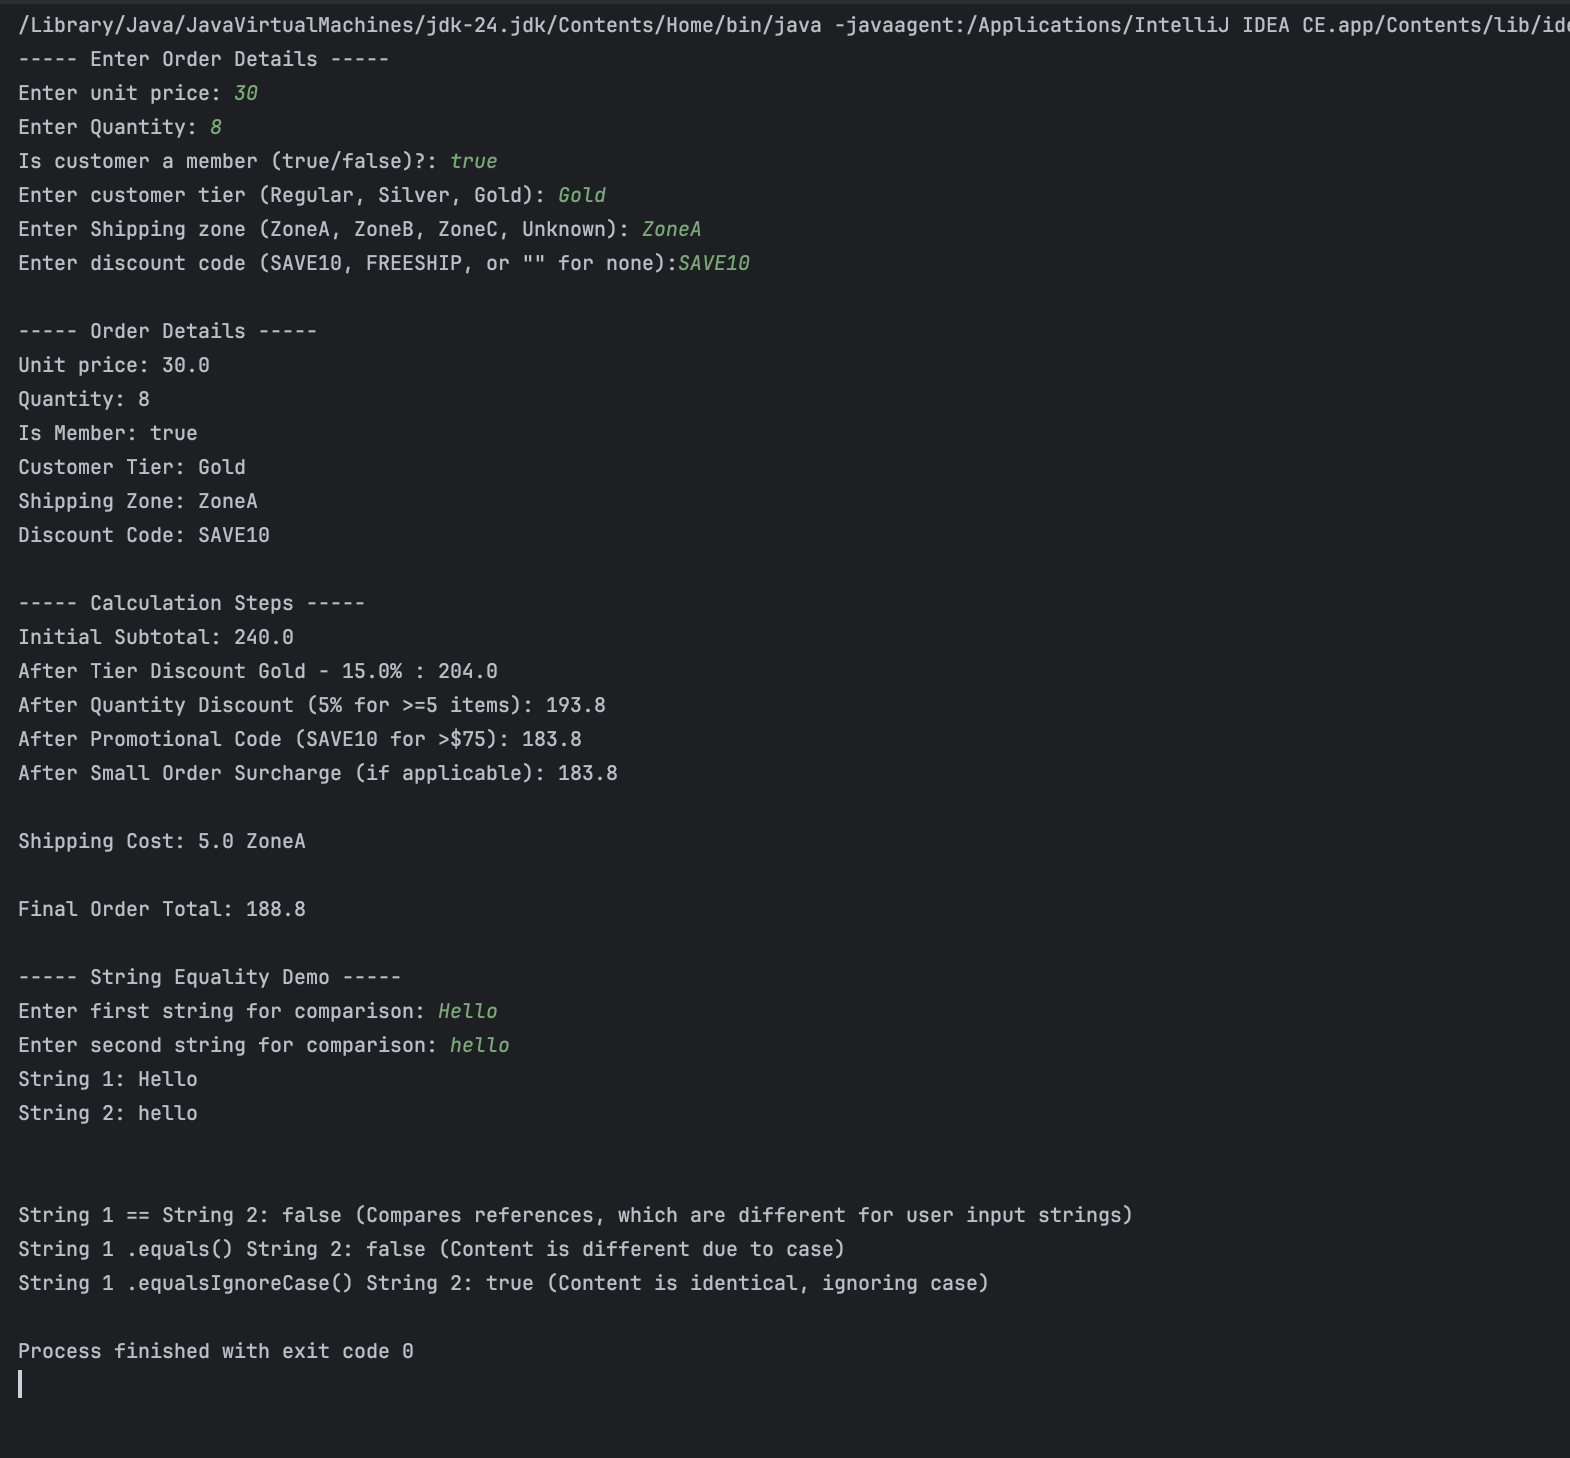 /Library/Java/JavaVirtualMachines/jdk-24.jdk/Contents/Home/bin/java -javaagent:/Applications/IntelliJ IDEA CE.app/Contents/lib/ide
----- Enter Order Details -----
Enter unit price: 30
Enter Quantity: 8
Is customer a member (true/false)?: true
Enter customer tier (Regular, Silver, Gold): Gold
Enter Shipping zone (ZoneA, ZoneB, ZoneC, Unknown): ZoneA
Enter discount code (SAVE10, FREESHIP, or "" for none):SAVE10
----- Order Details -----
Unit price: 30.0
Quantity: 8
Is Member: true
Customer Tier: Gold
Shipping Zone: ZoneA
Discount Code: SAVE10
----- Calculation Steps -----
Initial Subtotal: 240.0
After Tier Discount Gold - 15.0% : 204.0
After Quantity Discount (5% for >=5 items): 193.8
After Promotional Code (SAVE10 for >$75): 183.8
After Small Order Surcharge (if applicable): 183.8
Shipping Cost: 5.0 ZoneA
Final Order Total: 188.8
----- String Equality Demo -----
Enter first string for comparison: Hello
Enter second string for comparison: hello
String 1: Hello
String 2: hello
String 1 == String 2: false (Compares references, which are different for user input strings)
String 1 .equals() String 2: false (Content is different due to case)
String 1 .equalsIgnoreCase() String 2: true (Content is identical, ignoring case)
Process finished with exit code 0